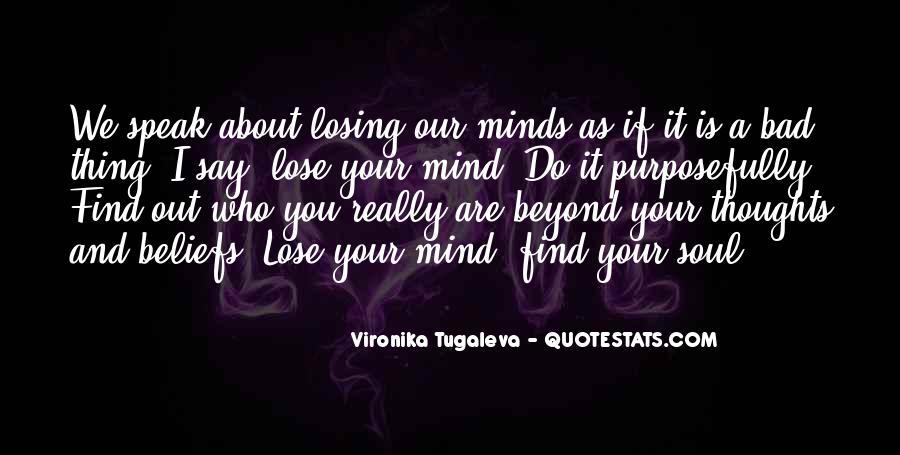 We speak about losing our minds as if it is a bad
thing I say lose your mind Do it purposefully
Find out who you really are beyond your thoughts
and beliefs Lose your mind find your soul
LOVE
Vironika Tugaleva - QUOTESTATS.COM